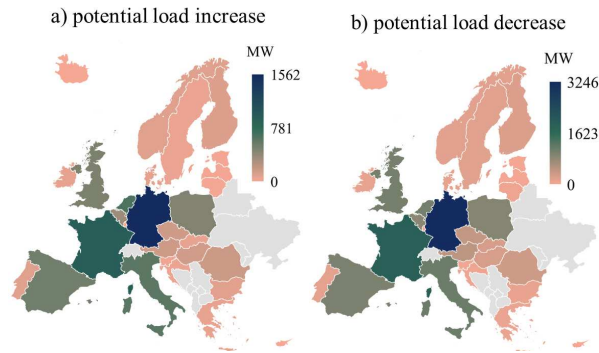 a) potential load increase
MW
1562
781
0
b) potential load decrease
MW
3246
1623
0